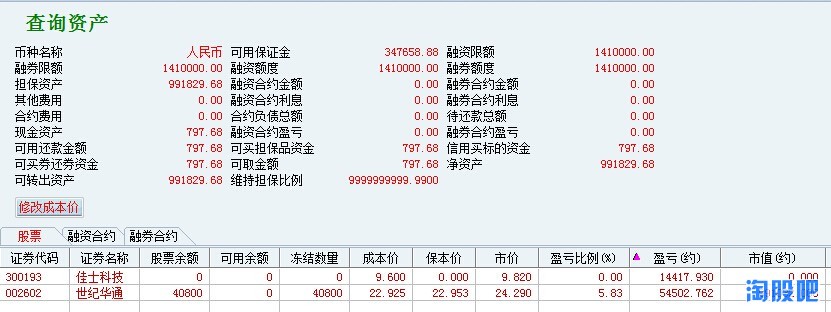 查询资产
币种名称 人民币 可用保证金 347658.88 融资限额 1410000.00
融券限额 1410000.00 融资额度 1410000.00 融券额度 1410000.00
担保资产 991829.68 融资合约金额 0.00 融券合约金额 0.00
其他费用 0.00 融资合约利息 0.00 融券合约利息 0.00
合约费用 0.00 合约负债总额 0.00 待还款总额 0.00
现金资产 797.68 融资合约盈亏 0.00 融券合约盈亏 0.00
可用还款金额 797.68 可买担保品资金 797.68 信用买标的资金 797.68
可买券还券资金 797.68 可取金额 797.68 净资产 991829.68
可转出资产 991829.68 维持担保比例 9999999999.9900
修改成本价
股票 融资合约 融券合约
证券代码 证券名称 股票余额 可用余额 冻结数量 成本价 保本价 市价 盈亏比例(%) 盈亏(约) 市值(约)
300193 佳士科技 0 0 0 9.600 0.000 9.820 0.00 14417.930 0.000
002602 世纪华通 40800 0 40800 22.925 22.953 24.290 5.83 54502.762
淘股吧